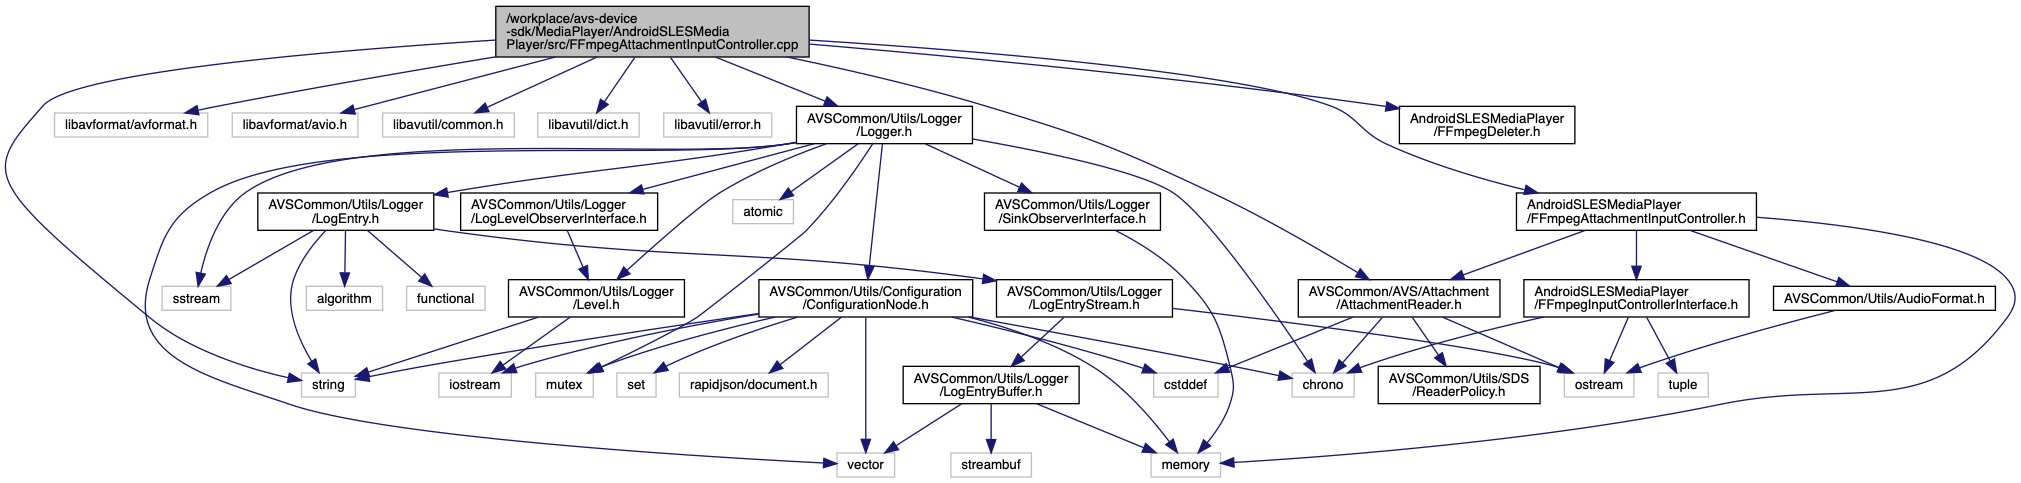 /workplace/avs-device
-sdk/MediaPlayer/AndroidSLESMedia
Player/src/FFmpegAttachmentInputController.cpp
libavformat/avformat.h
libavformat/avio.h
libavutil/common.h
libavutil/dict.h
libavutil/error.h
AVSCommon/Utils/Logger
/Logger.h
AndroidSLESMediaPlayer
/FFmpegDeleter.h
AVSCommon/Utils/Logger
/LogEntry.h
AVSCommon/Utils/Logger
/LogLevelObserverInterface.h
atomic
AVSCommon/Utils/Logger
/SinkObserverInterface.h
AndroidSLESMediaPlayer
/FFmpegAttachmentInputController.h
sstream
algorithm
functional
AVSCommon/Utils/Logger
/Level.h
AVSCommon/Utils/Configuration
/ConfigurationNode.h
AVSCommon/Utils/Logger
/LogEntryStream.h
AVSCommon/AVS/Attachment
/AttachmentReader.h
AndroidSLESMediaPlayer
/FFmpegInputControllerInterface.h
AVSCommon/Utils/AudioFormat.h
string
iostream
mutex
set
rapidjson/document.h
AVSCommon/Utils/Logger
/LogEntryBuffer.h
cstddef
chrono
AVSCommon/Utils/SDS
/ReaderPolicy.h
ostream
tuple
vector
streambuf
memory